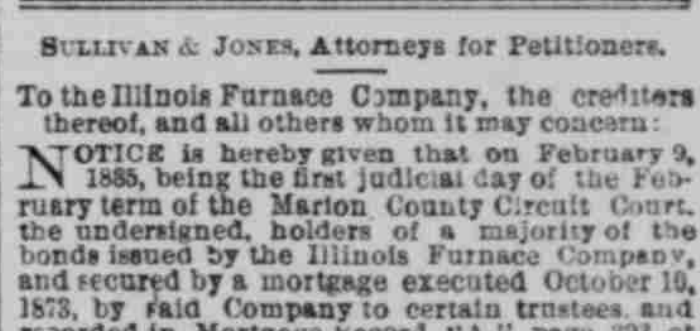 SULLIVAN & JONES, Attorneys for Petitioners.
To the Illinois Furnace Company, the creditors
thereof, and all others whom it may concern:
NOTICE is hereby given that on February 9,
1885, being the first judicial day of the Feb-
ruary term of the Marion County Circuit Court,
the undersigned, holders of a majority of the
bonds issued by the Illinois Furnace Company,
and secured by a mortgage executed October 10,
1873, by said Company to certain trustees, and
recorded in Mortgage